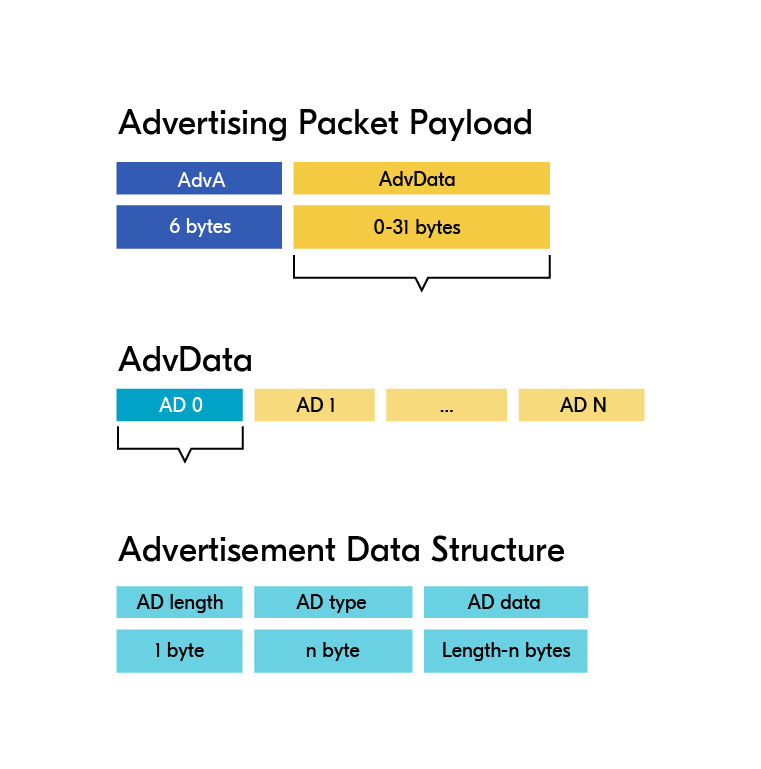 Advertising Packet Payload
AdvA AdvData
6 bytes 0-31 bytes
AdvData
AD 0 AD 1 ... AD N
Advertisement Data Structure
AD length AD type AD data
1 byte n byte Length-n bytes